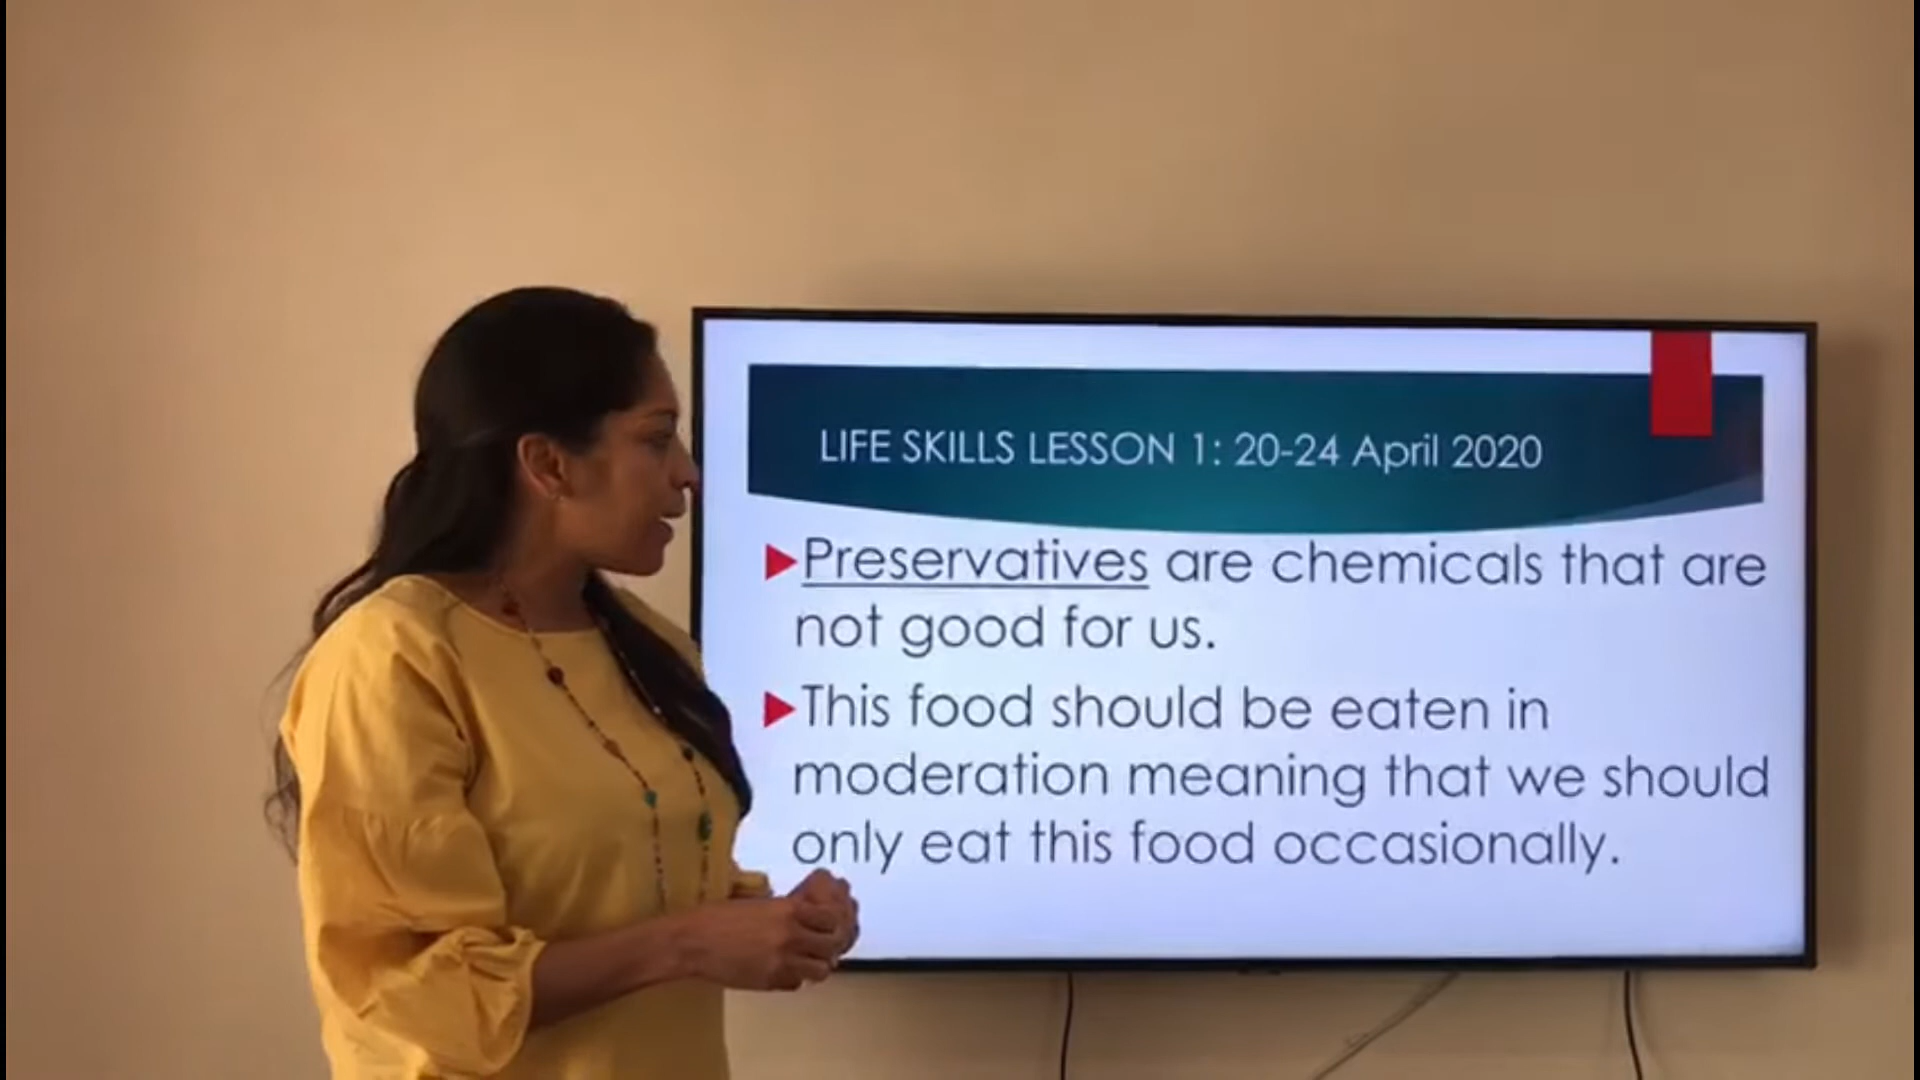 LIFE SKILLS LESSON 1: 20-24 April 2020
Preservatives are chemicals that are
not good for us.
This food should be eaten in
moderation meaning that we should
only eat this food occasionally.